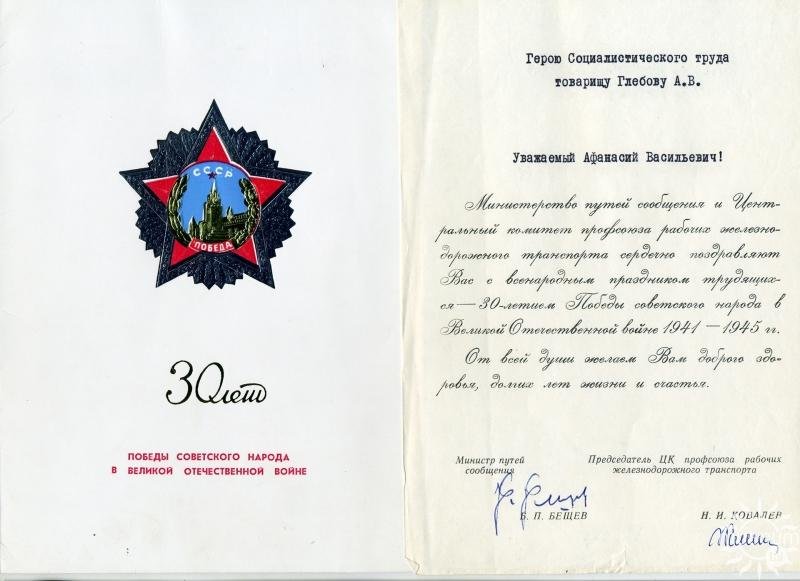 СССР
ПОБЕДА
30 лет
ПОБЕДЫ СОВЕТСКОГО НАРОДА
В ВЕЛИКОЙ ОТЕЧЕСТВЕННОЙ ВОЙНЕ
Герою Социалистического труда
товарищу Глебову А.В.
Уважаемый Афанасий Васильевич!
Министерство путей сообщения и Цент-
ральный комитет профсоюза рабочих железно-
дорожного транспорта сердечно поздравляют
Вас с всенародным праздником трудящих-
ся — 30-летием Победы советского народа в
Великой Отечественной войне 1941 — 1945 гг.
От всей души желаем Вам доброго здо-
ровья, долгих лет жизни и счастья.
Министр путей
сообщения
Б. П. БЕЩЕВ
Председатель ЦК профсоюза рабочих
железнодорожного транспорта
Н. И. КОВАЛЕВ